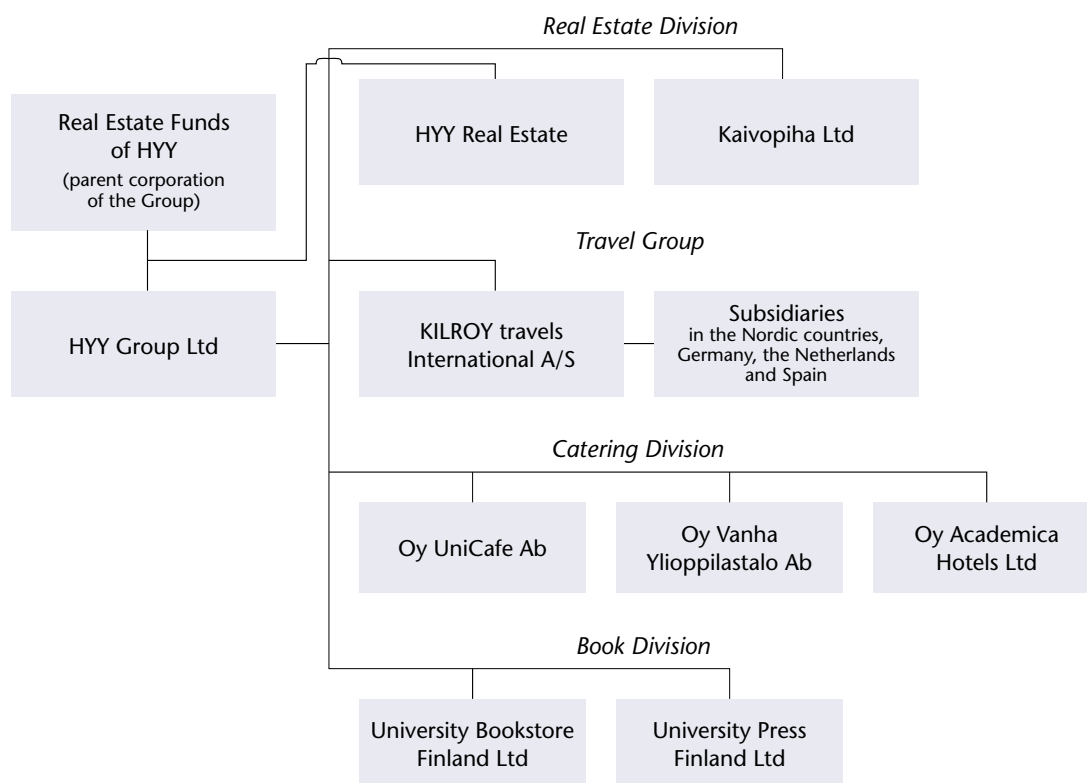 Real Estate Division
Real Estate Funds
of HYY
(parent corporation
of the Group)
HYY Real Estate
Kaivopiha Ltd
Travel Group
HYY Group Ltd
KILROY travels
International A/S
Subsidiaries
in the Nordic countries,
Germany, the Netherlands
and Spain
Catering Division
Oy UniCafe Ab
Oy Vanha
Ylioppilastalo Ab
Oy Academica
Hotels Ltd
Book Division
University Bookstore
Finland Ltd
University Press
Finland Ltd